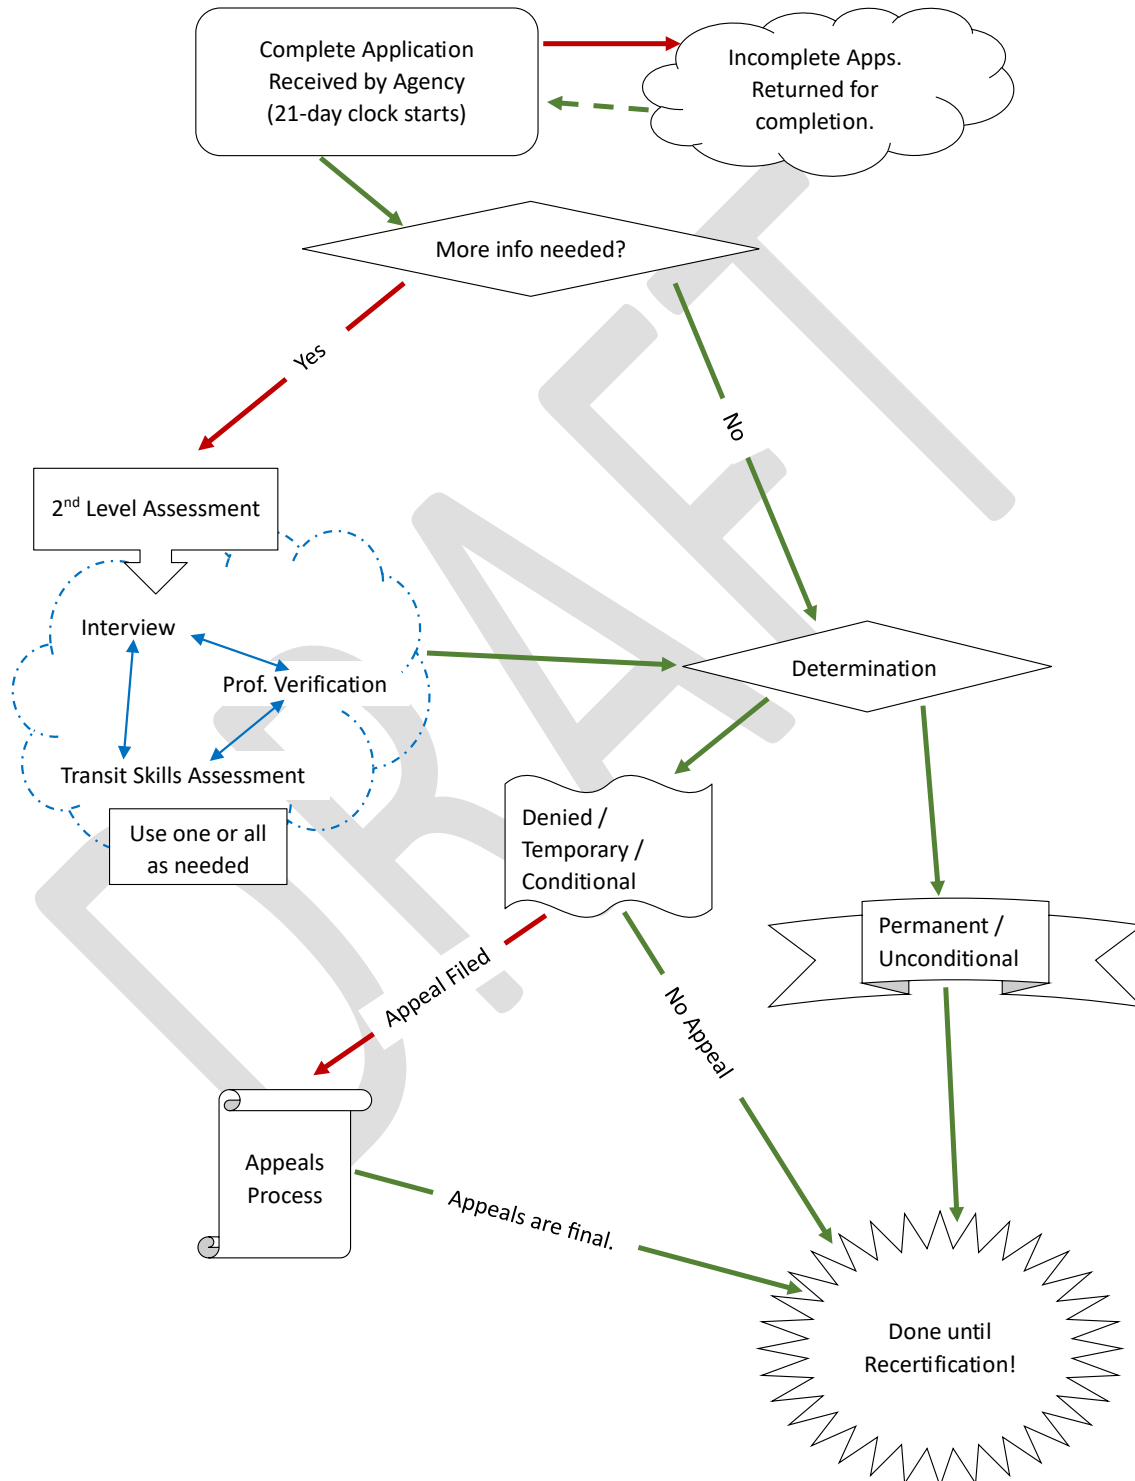 Complete Application
Received by Agency
(21-day clock starts)
Incomplete Apps.
Returned for
completion.
More info needed?
Yes
No
2nd Level Assessment
Interview
Prof. Verification
Transit Skills Assessment
Use one or all
as needed
Determination
Denied /
Temporary /
Conditional
Permanent /
Unconditional
Appeal Filed
No Appeal
Appeals
Process
Appeals are final.
Done until
Recertification!
DRAFT